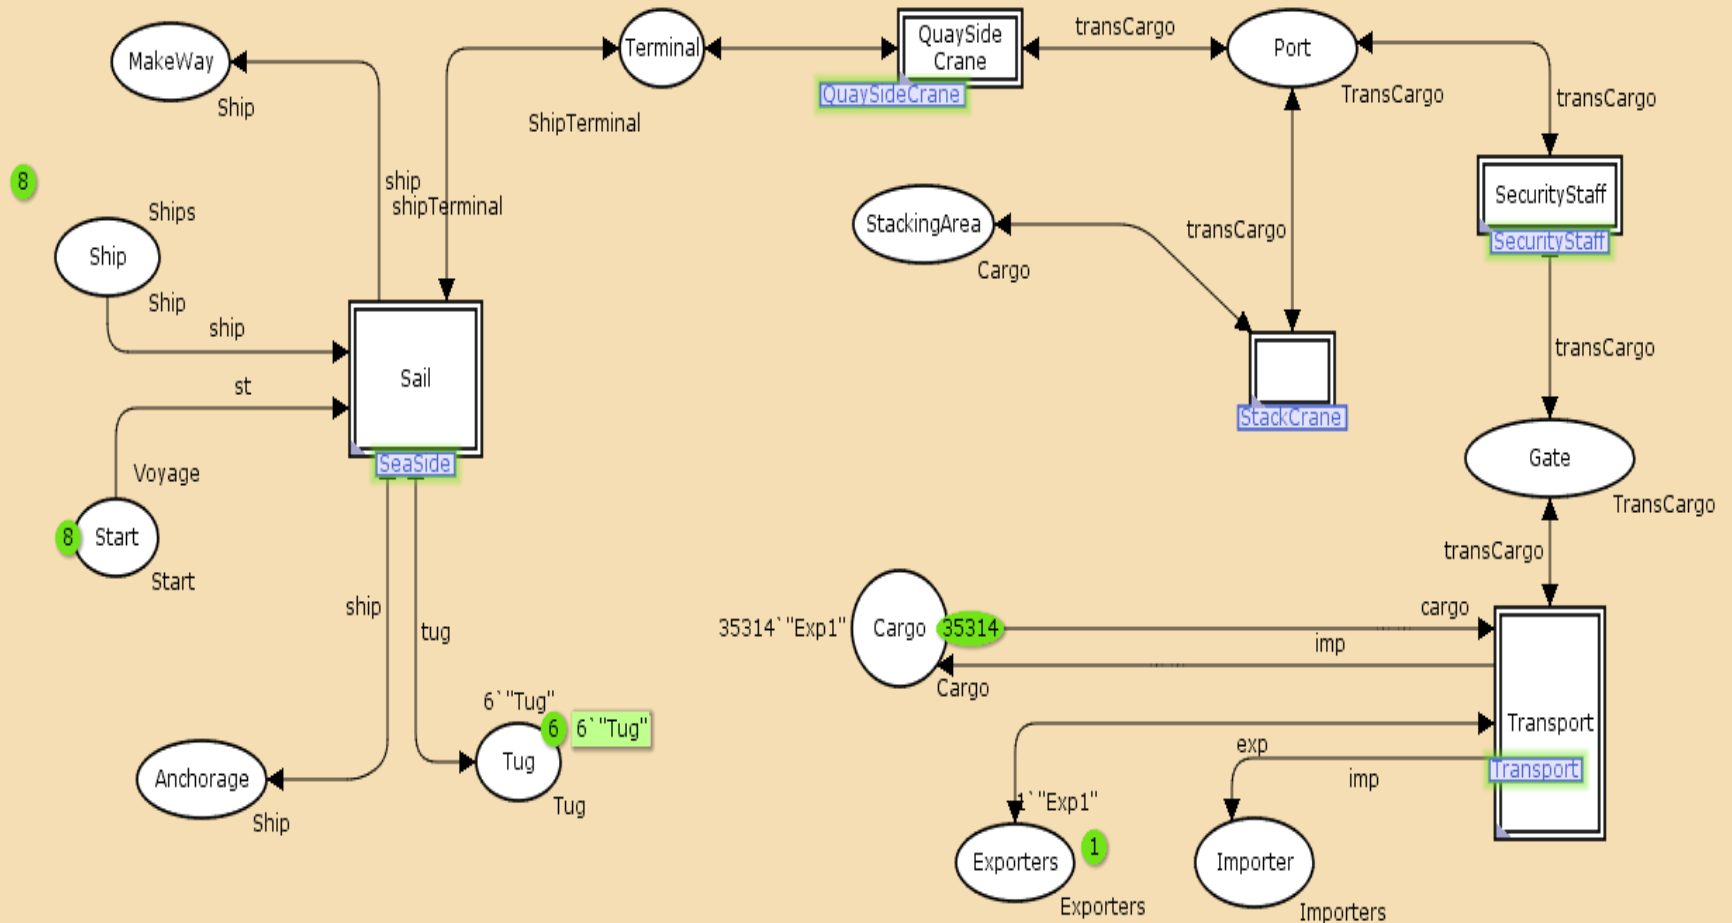 MakeWay
Ship
Terminal
ShipTerminal
QuaySide
Crane
QuaySideCrane
transCargo
Port
TransCargo
transCargo
8
Ships
Ship
Ship
ship
ship
shipTerminal
StackingArea
Cargo
transCargo
SecurityStaff
SecurityStaff
st
Sail
SeaSide
StackCrane
transCargo
Voyage
8
Start
Start
Gate
TransCargo
transCargo
ship
tug
35314`"Exp1"
Cargo
35314
cargo
imp
Cargo
6`"Tug"
6
6`"Tug"
Tug
Tug
Anchorage
Ship
Transport
Transport
exp
imp
1`"Exp1"
1
Exporters
Exporters
Importer
Importers